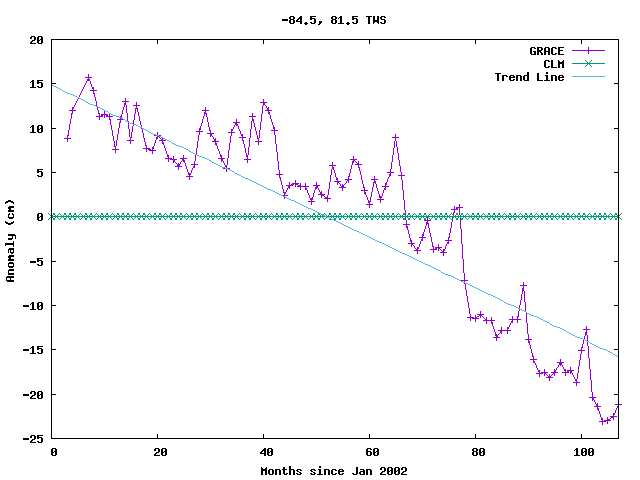 -84.5, 81.5 TWS
GRACE
CLM
Trend Line
20
15
10
5
0
-5
-10
-15
-20
-25
Anomaly (cm)
0 20 40 60 80 100
Months since Jan 2002